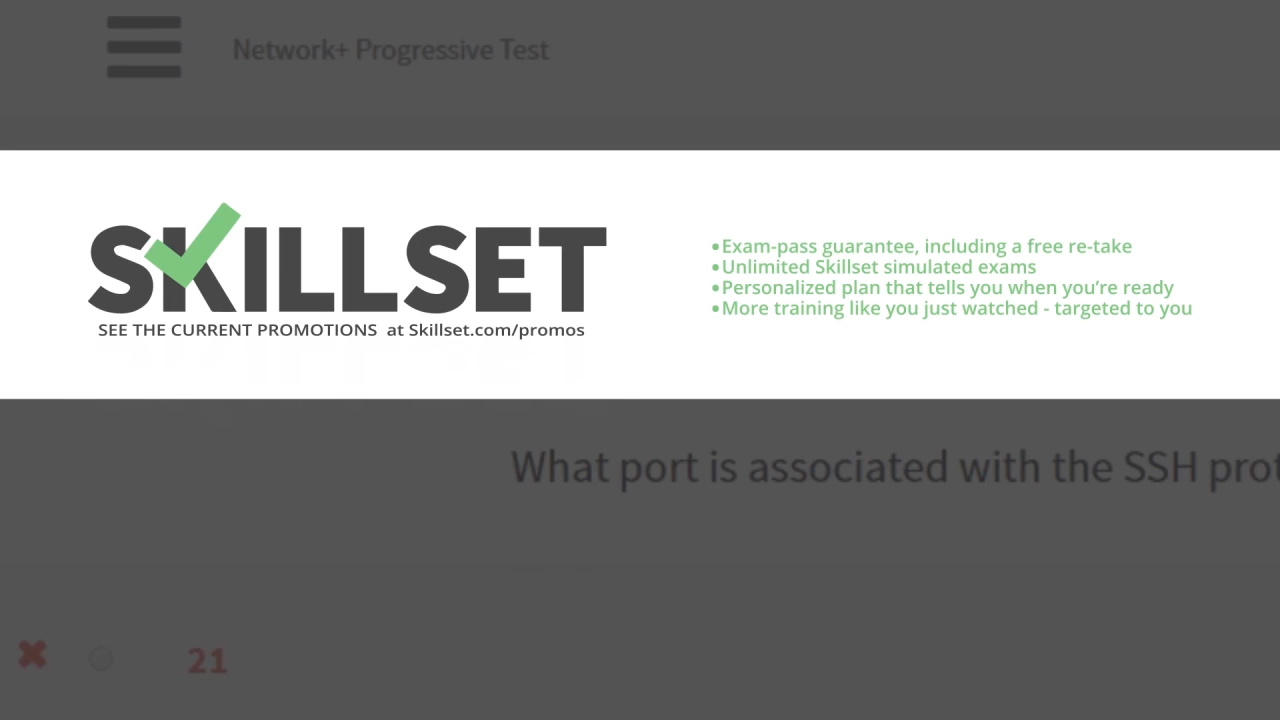 Network+ Progressive Test
SKILLSET
SEE THE CURRENT PROMOTIONS at Skillset.com/promos
•Exam-pass guarantee, including a free re-take
•Unlimited Skillset simulated exams
•Personalized plan that tells you when you're ready
•More training like you just watched - targeted to you
What port is associated with the SSH prot
21